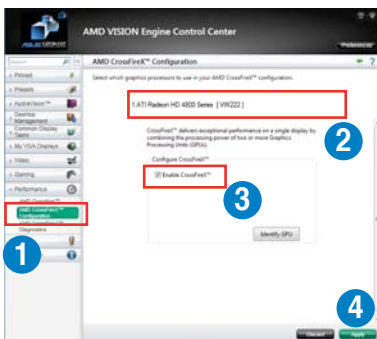 AMD VISION Engine Control Center
Preferences
AMD CrossFireX™ Configuration
Select which graphics processors to use in your AMD CrossFireX™ configuration.
Pinned
Presets
HydraVision™
Desktop
Management
Common Display
Tasks
My VGA Displays
Video
Gaming
Performance
AMD CrossFireX™
Configuration
Diagnostics
1.ATI Radeon HD 4800 Series [ VW222 ]
CrossFireX™ delivers exceptional performance on a single display by
combining the processing power of two or more Graphics
Processing Units (GPU).
Configure CrossFireX™
Enable CrossFireX™
Identify GPU
Discard
Apply
1
2
3
4